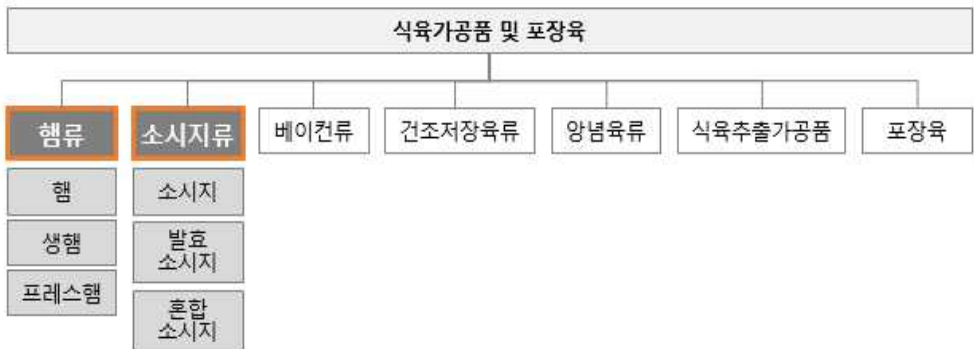 식육가공품 및 포장육
햄류
소시지류
베이컨류
건조저장육류
양념육류
식육추출가공품
포장육
햄
소시지
생햄
발효
소시지
프레스햄
혼합
소시지